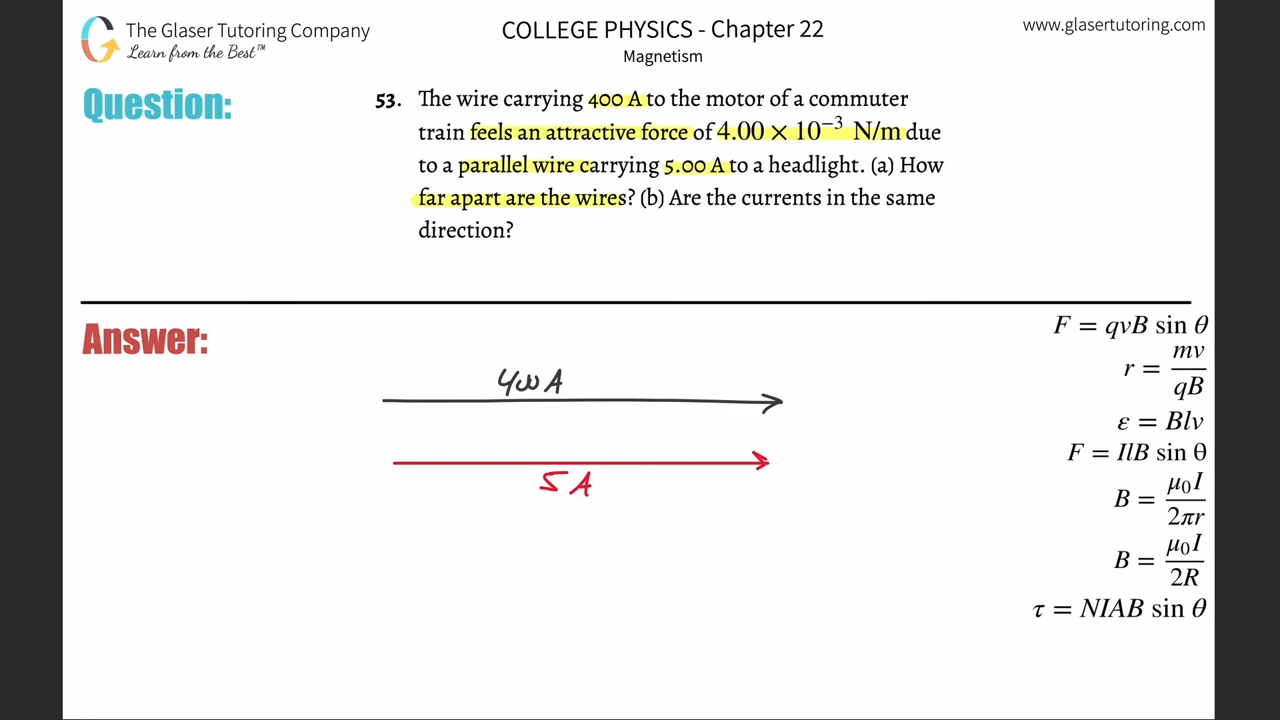 The Glaser Tutoring Company
Learn from the Best™
COLLEGE PHYSICS - Chapter 22
Magnetism
www.glasertutoring.com
Question:
53. The wire carrying 400 A to the motor of a commuter
train feels an attractive force of 4.00 × 10⁻³ N/m due
to a parallel wire carrying 5.00 A to a headlight. (a) How
far apart are the wires? (b) Are the currents in the same
direction?
Answer:
400 A
5 A
F = qvB sin θ
r = mv/qB
ε = Blv
F = IlB sin θ
B = μ₀I/2πr
B = μ₀I/2R
τ = NIAB sin θ